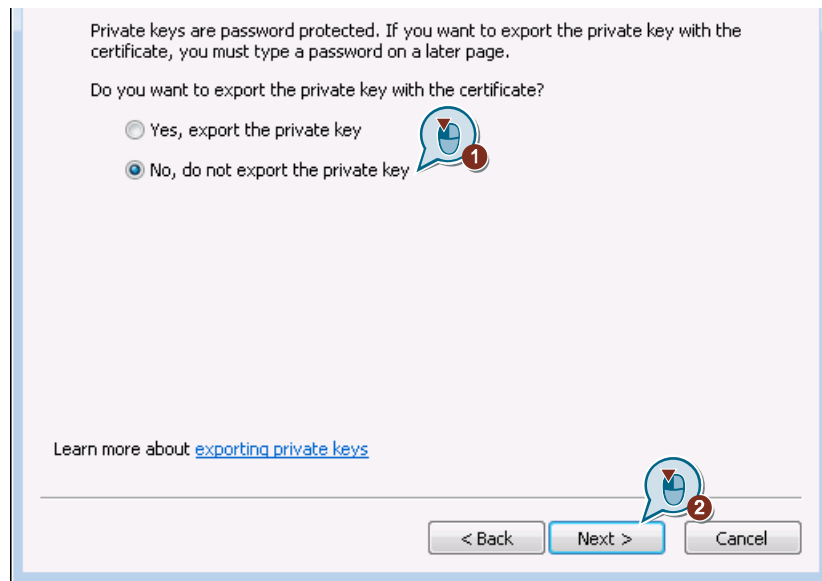 Private keys are password protected. If you want to export the private key with the
certificate, you must type a password on a later page.
Do you want to export the private key with the certificate?
Yes, export the private key
1
No, do not export the private key
Learn more about exporting private keys
2
< Back
Next >
Cancel